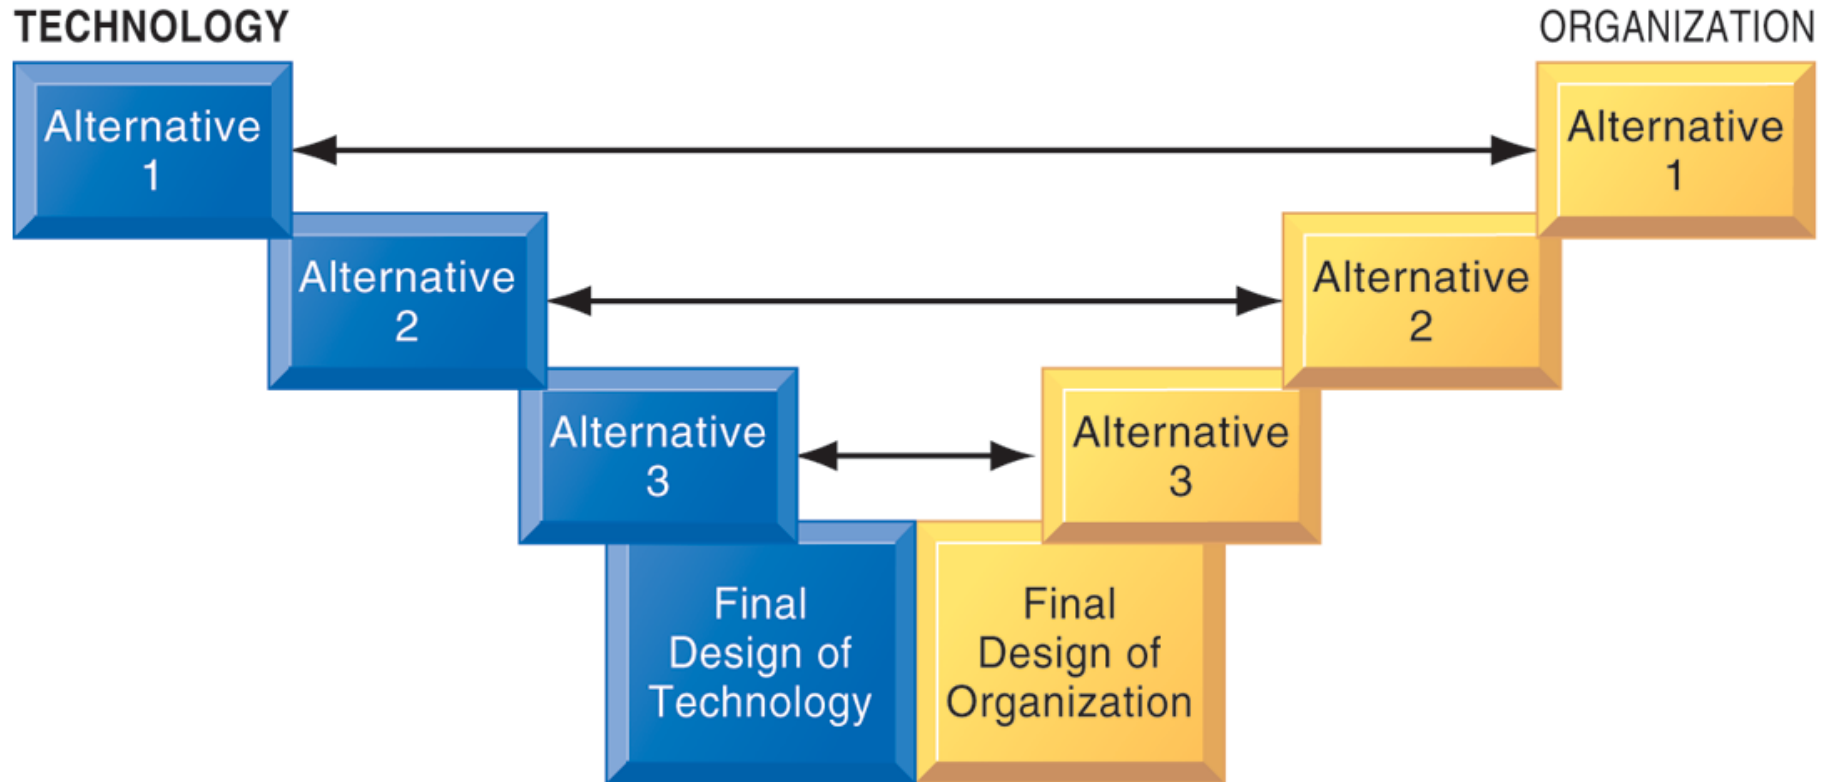 TECHNOLOGY
ORGANIZATION
Alternative
1
Alternative
1
Alternative
2
Alternative
2
Alternative
3
Alternative
3
Final
Design of
Technology
Final
Design of
Organization